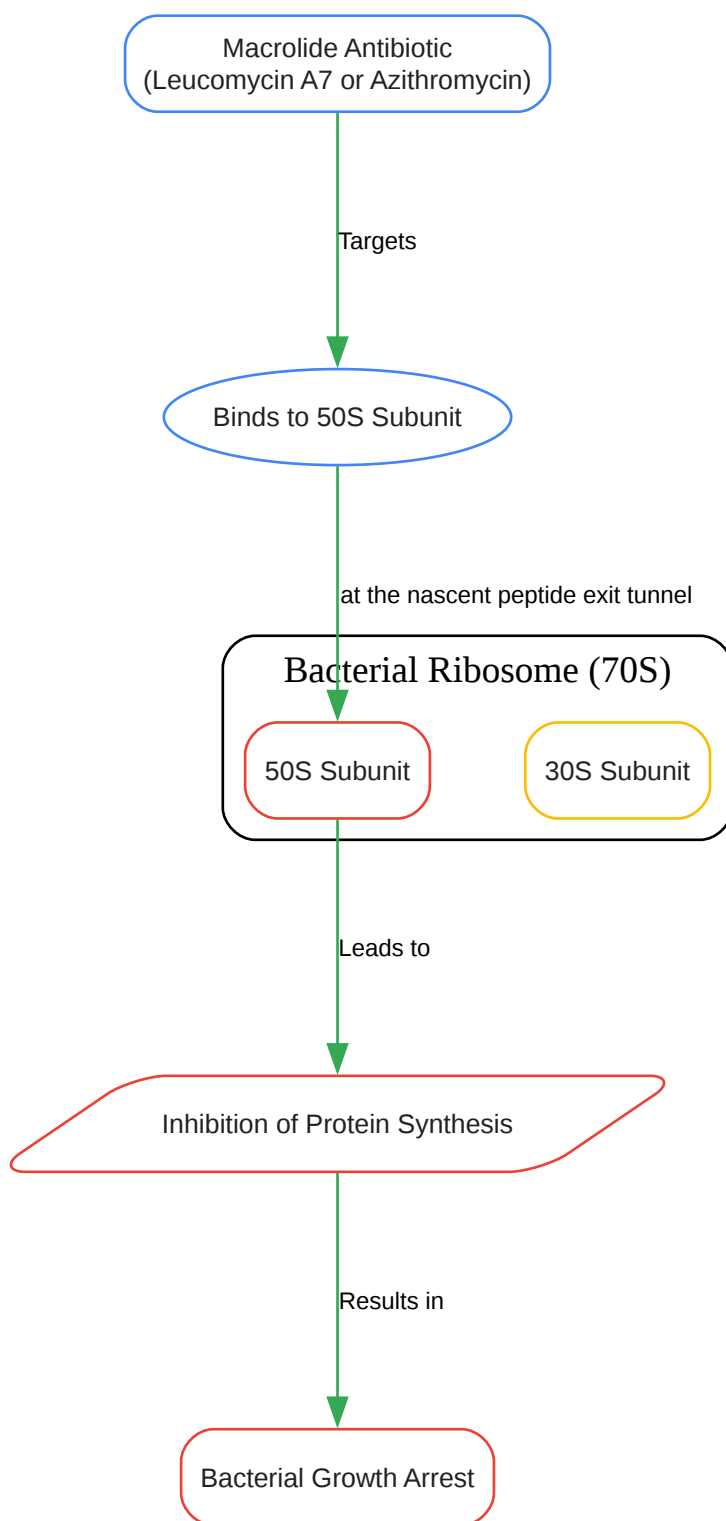 Macrolide Antibiotic
(Leucomycin A7 or Azithromycin)
Targets
Binds to 50S Subunit
at the nascent peptide exit tunnel
Bacterial Ribosome (70S)
50S Subunit
30S Subunit
Leads to
Inhibition of Protein Synthesis
Results in
Bacterial Growth Arrest